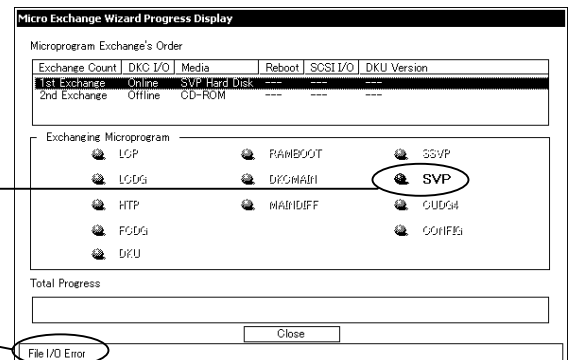 Micro Exchange Wizard Progress Display
Microprogram Exchange's Order
Exchange Count DKC I/O Media Reboot SCSI I/O DKU Version
1st Exchange Online SVP Hard Disk --- --- ---
2nd Exchange Offline CD-ROM --- --- ---
Exchanging Microprogram
LCP RAMBOOT SSVP
LCDG DKCMAIN SVP
HTP MAINDIFF CUDG4
FCDG CONFIG
DKU
Total Progress
Close
File I/O Error